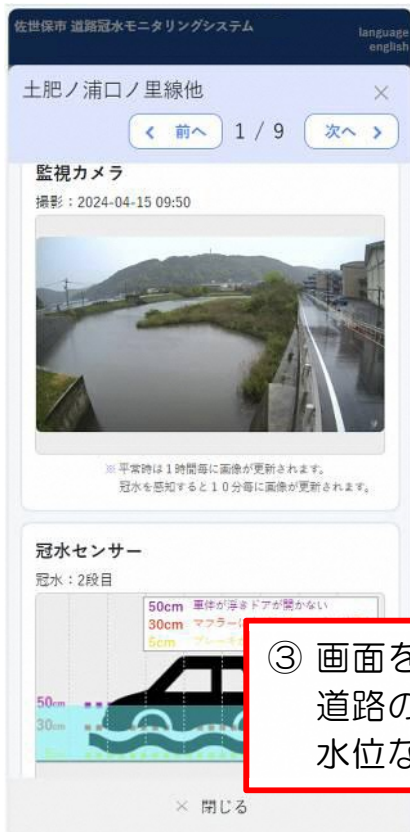 佐世保市 道路冠水モニタリングシステム
language
english
土肥ノ浦口ノ里線他
×
< 前へ
1 / 9
次へ >
監視カメラ
撮影：2024-04-15 09:50
※平常時は1時間毎に画像が更新されます。
冠水を感知すると10分毎に画像が更新されます。
冠水センサー
冠水：2段目
50cm 車体が浮きドアが開かない
30cm マフラーに
5cm ブレーキが
50cm
30cm
③ 画面を
道路の
水位な
× 閉じる